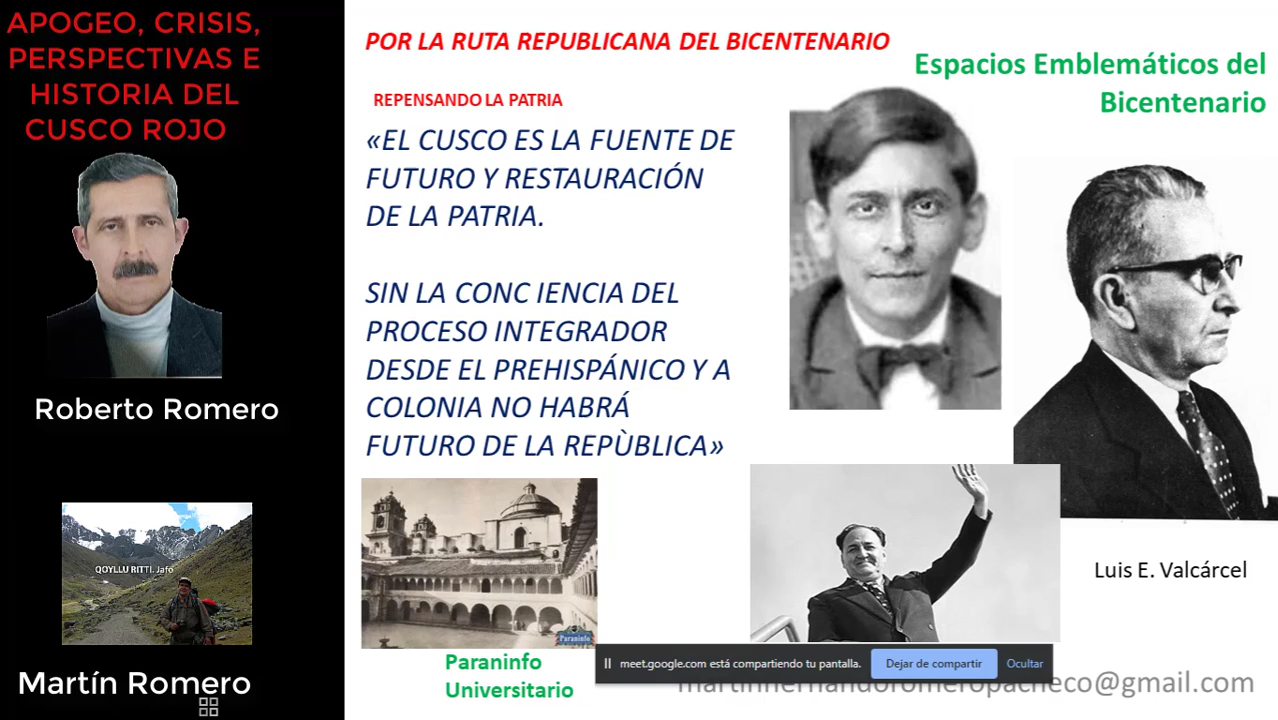 APOGEO, CRISIS,
PERSPECTIVAS E
HISTORIA DEL
CUSCO ROJO
Roberto Romero
QOYLLU RITTI. Jafo
Martín Romero
POR LA RUTA REPUBLICANA DEL BICENTENARIO
Espacios Emblemáticos del
Bicentenario
REPENSANDO LA PATRIA
«EL CUSCO ES LA FUENTE DE
FUTURO Y RESTAURACIÓN
DE LA PATRIA.
SIN LA CONC IENCIA DEL
PROCESO INTEGRADOR
DESDE EL PREHISPÁNICO Y A
COLONIA NO HABRÁ
FUTURO DE LA REPÙBLICA»
Paraninfo
Paraninfo
Universitario
Luis E. Valcárcel
meet.google.com está compartiendo tu pantalla.
Dejar de compartir
Ocultar
martinhernandoromeropacheco@gmail.com